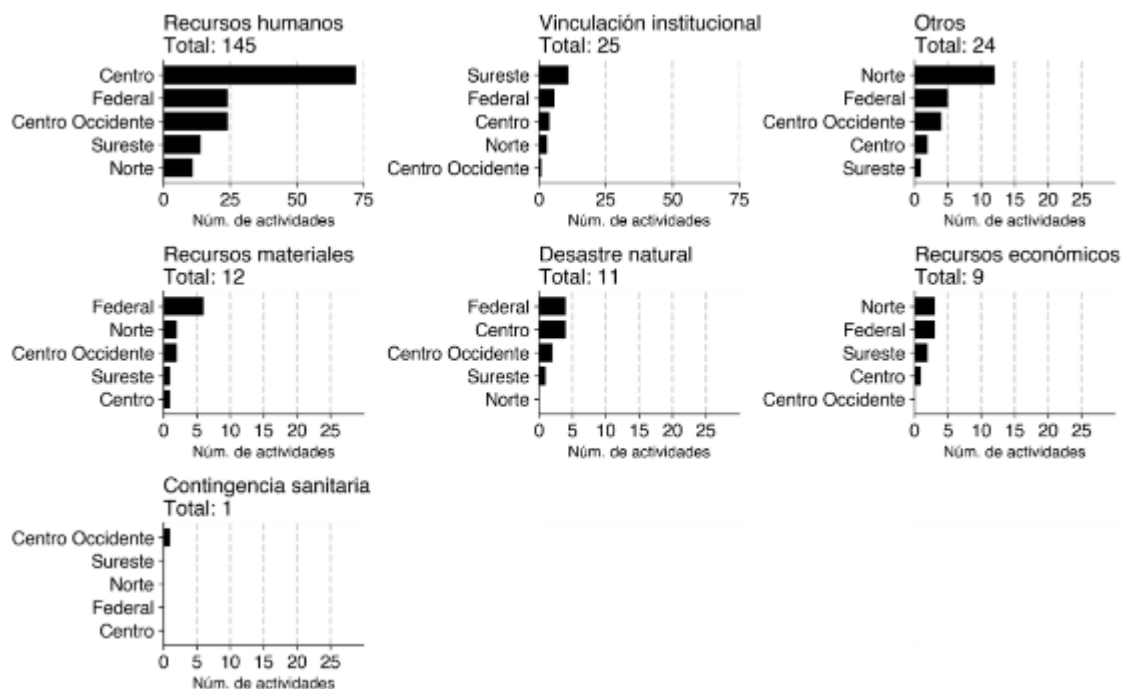 Recursos humanos
Total: 145
Centro
Federal
Centro Occidente
Sureste
Norte
0 25 50 75
Núm. de actividades
Vinculación institucional
Total: 25
Sureste
Federal
Centro
Norte
Centro Occidente
0 25 50 75
Núm. de actividades
Otros
Total: 24
Norte
Federal
Centro Occidente
Centro
Sureste
0 5 10 15 20 25
Núm. de actividades
Recursos materiales
Total: 12
Federal
Norte
Centro Occidente
Sureste
Centro
0 5 10 15 20 25
Núm. de actividades
Desastre natural
Total: 11
Federal
Centro
Centro Occidente
Sureste
Norte
0 5 10 15 20 25
Núm. de actividades
Recursos económicos
Total: 9
Norte
Federal
Sureste
Centro
Centro Occidente
0 5 10 15 20 25
Núm. de actividades
Contingencia sanitaria
Total: 1
Centro Occidente
Sureste
Norte
Federal
Centro
0 5 10 15 20 25
Núm. de actividades